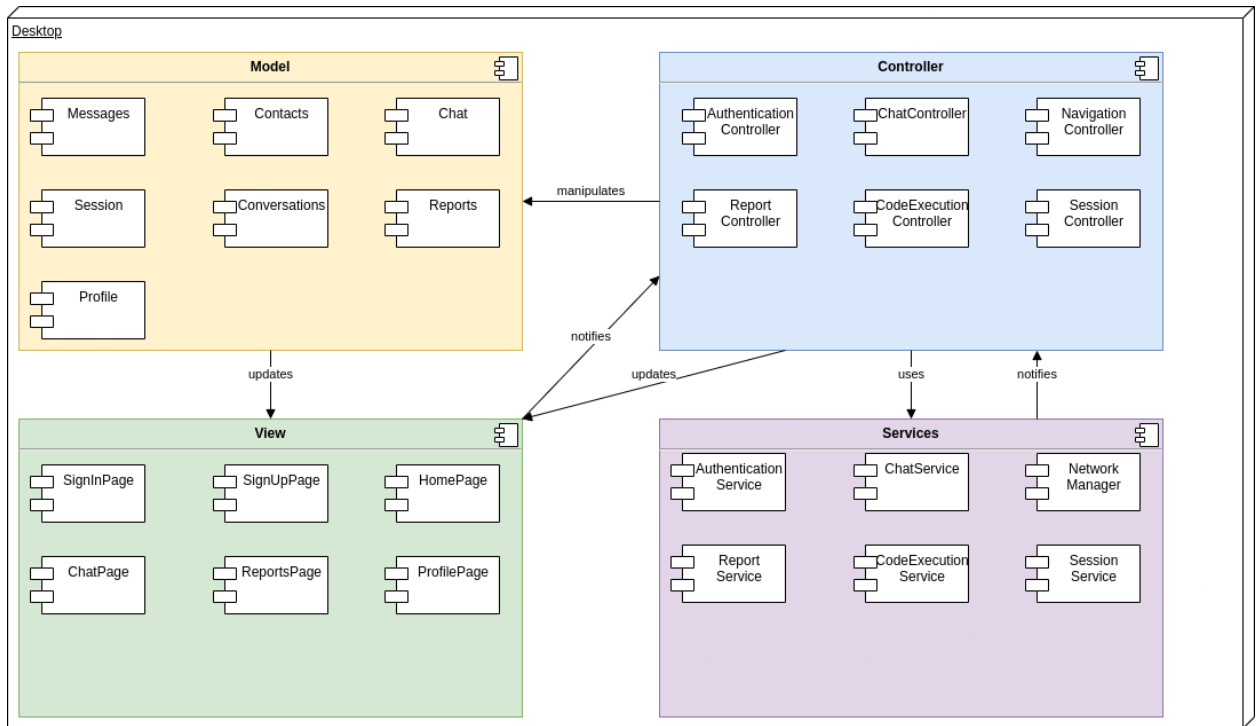 Desktop
Model
Messages
Contacts
Chat
Session
Conversations
Reports
Profile
Controller
Authentication
Controller
ChatController
Navigation
Controller
Report
Controller
CodeExecution
Controller
Session
Controller
manipulates
notifies
updates
updates
uses
notifies
View
SignInPage
SignUpPage
HomePage
ChatPage
ReportsPage
ProfilePage
Services
Authentication
Service
ChatService
Network
Manager
Report
Service
CodeExecution
Service
Session
Service